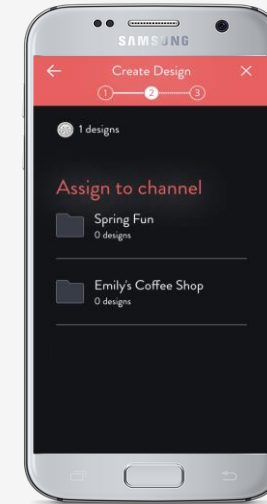 SAMSUNG
Create Design
1 2 3
1 designs
Assign to channel
Spring Fun
0 designs
Emily's Coffee Shop
0 designs